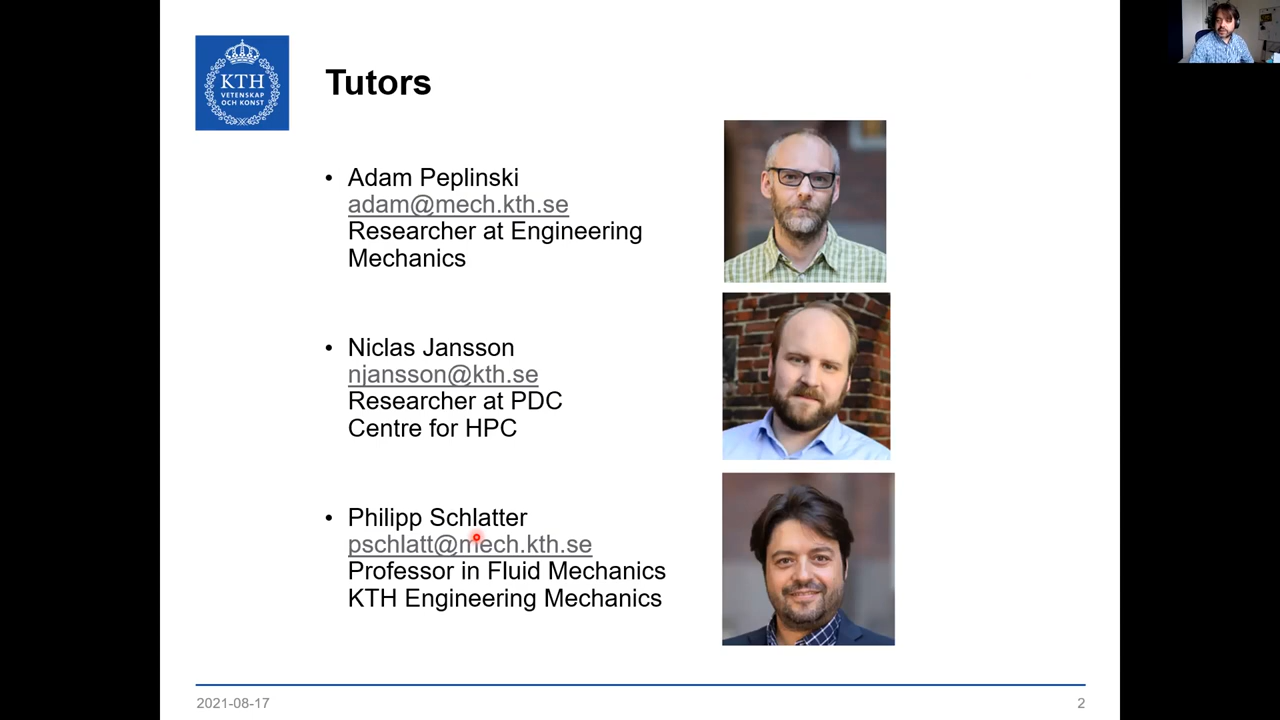 KTH
VETENSKAP
OCH KONST
Tutors
• Adam Peplinski
adam@mech.kth.se
Researcher at Engineering
Mechanics
• Niclas Jansson
njansson@kth.se
Researcher at PDC
Centre for HPC
• Philipp Schlatter
pschlatt@mech.kth.se
Professor in Fluid Mechanics
KTH Engineering Mechanics
2021-08-17
2